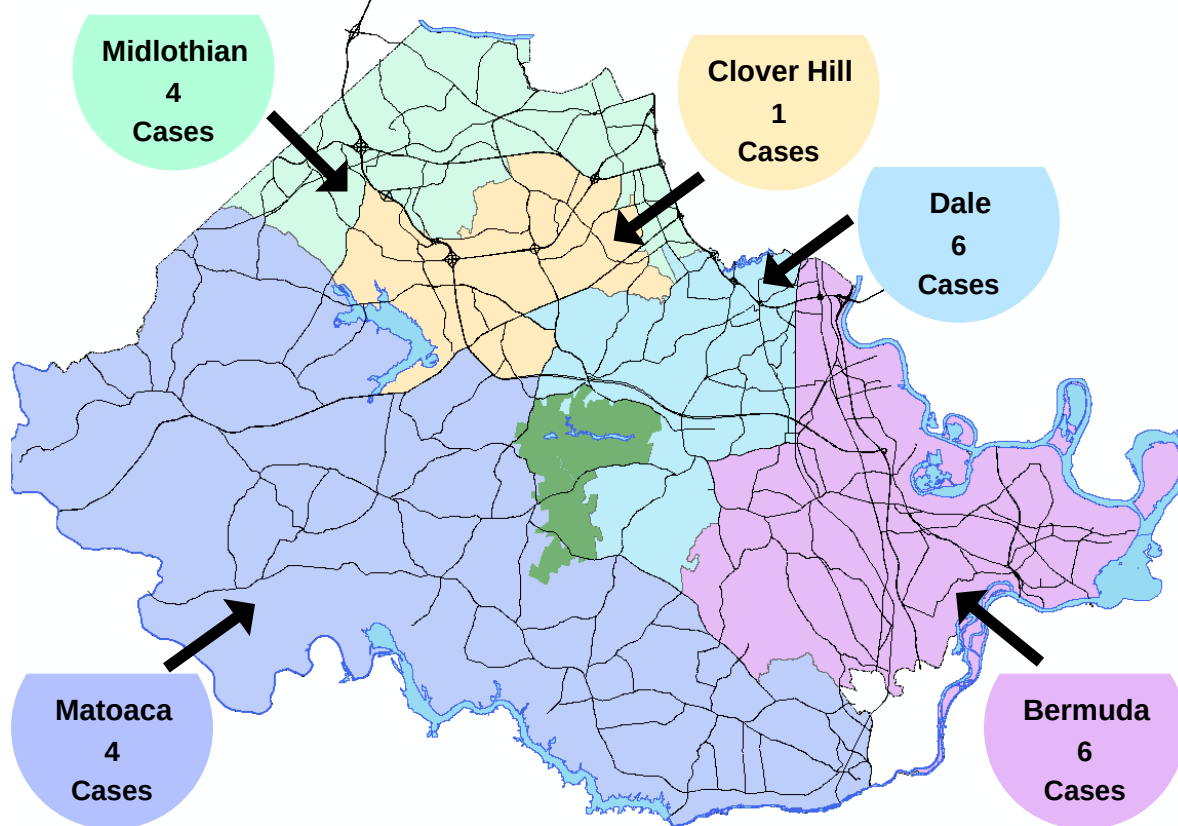 Midlothian
4
Cases
Clover Hill
1
Cases
Dale
6
Cases
Matoaca
4
Cases
Bermuda
6
Cases